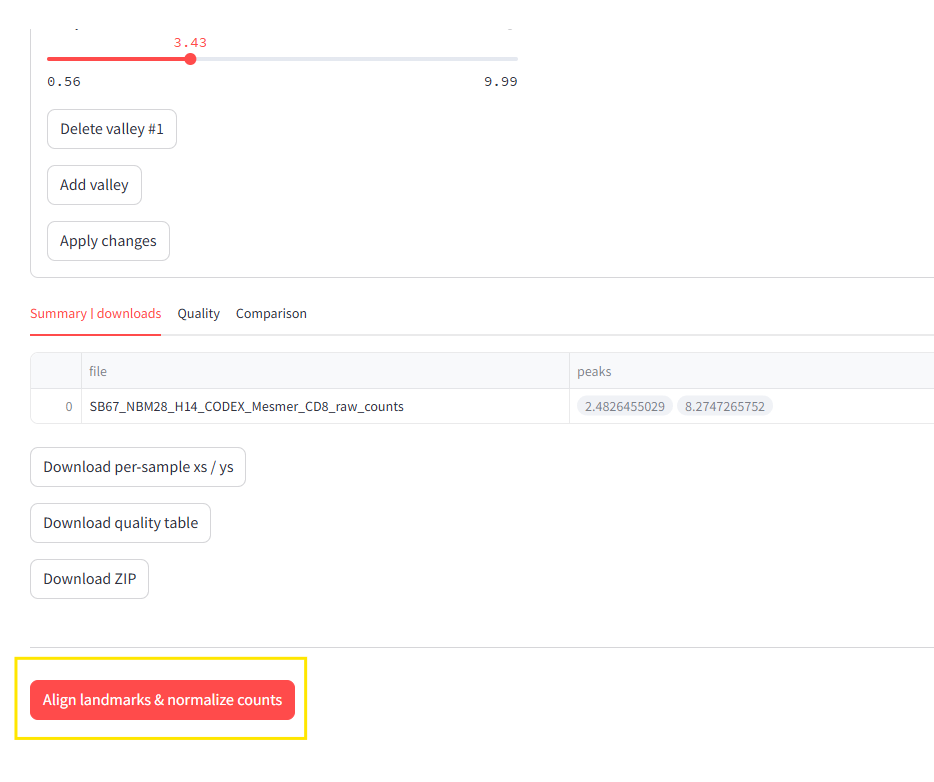 3.43
0.56 9.99
Delete valley #1
Add valley
Apply changes
Summary | downloads Quality Comparison
file peaks
0 SB67_NBM28_H14_CODEX_Mesmer_CD8_raw_counts 2.4826455029 8.2747265752
Download per-sample xs / ys
Download quality table
Download ZIP
Align landmarks & normalize counts